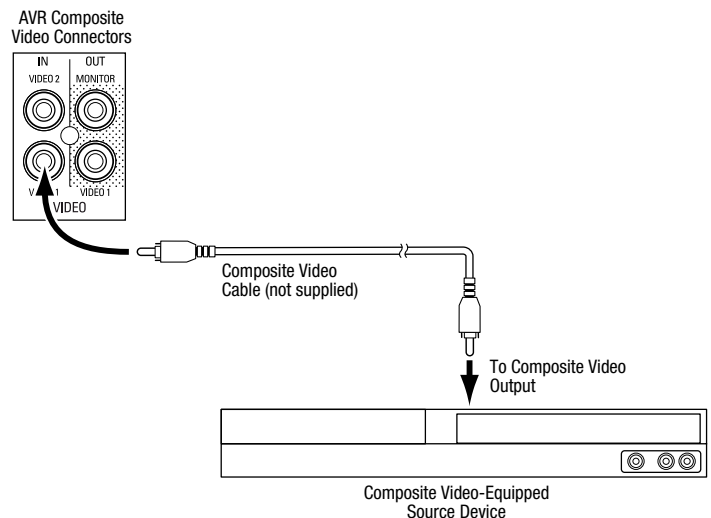 AVR Composite
Video Connectors
IN
OUT
VIDEO 2
MONITOR
VIDEO 1
VIDEO
Composite Video
Cable (not supplied)
To Composite Video
Output
Composite Video-Equipped
Source Device